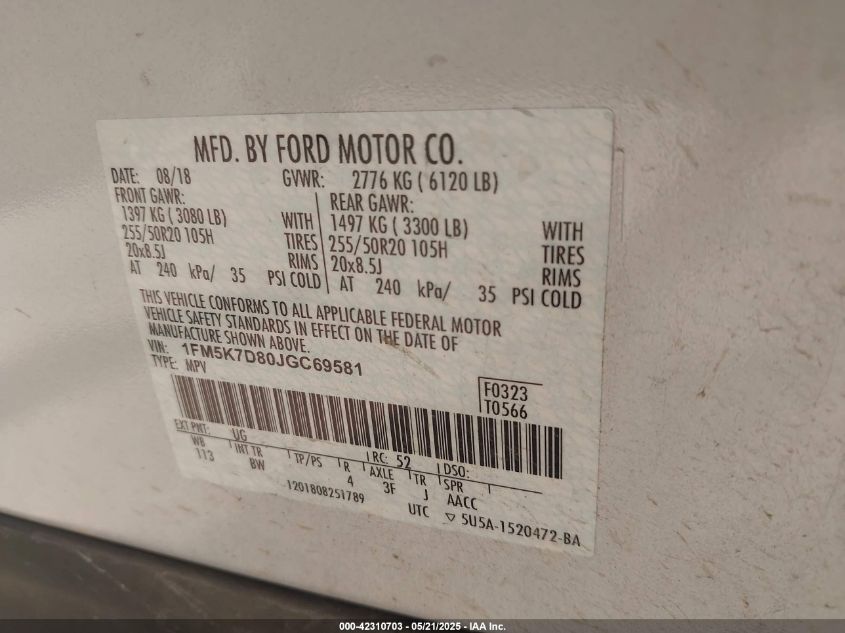 MFD. BY FORD MOTOR CO.
DATE: 08/18 GVWR: 2776 KG ( 6120 LB)
FRONT GAWR:
1397 KG ( 3080 LB) WITH
255/50R20 105H TIRES
20x8.5J RIMS
AT 240 kPa/ 35 PSI COLD
REAR GAWR:
1497 KG ( 3300 LB) WITH
255/50R20 105H TIRES
20x8.5J RIMS
AT 240 kPa/ 35 PSI COLD
THIS VEHICLE CONFORMS TO ALL APPLICABLE FEDERAL MOTOR
VEHICLE SAFETY STANDARDS IN EFFECT ON THE DATE OF
MANUFACTURE SHOWN ABOVE.
VIN: 1FM5K7D80JGC69581
TYPE: MPV
F0323
T0566
EXT PNT: UG RC: 52 DSO:
WB INT TR TP/PS R AXLE TR SPR
113 BW 4 3F J AACC
1201808251789 UTC ▽ 5U5A-1520472-BA
000-42310703 - 05/21/2025 - IAA Inc.